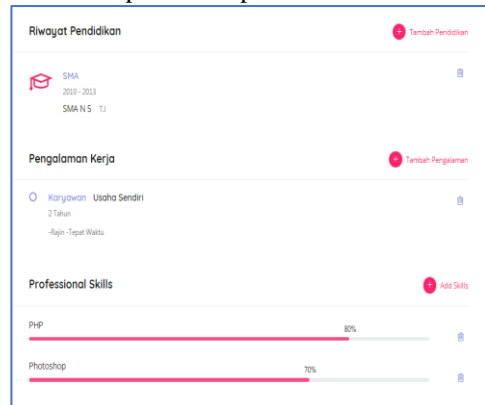 Riwayat Pendidikan
Tambah Pendidikan
SMA
2010 - 2013
SMA N 5 TJ
Pengalaman Kerja
Tambah Pengalaman
Karyawan Usaha Sendiri
2 Tahun
-Rajin -Tepat Waktu
Professional Skills
Add Skills
PHP
80%
Photoshop
70%